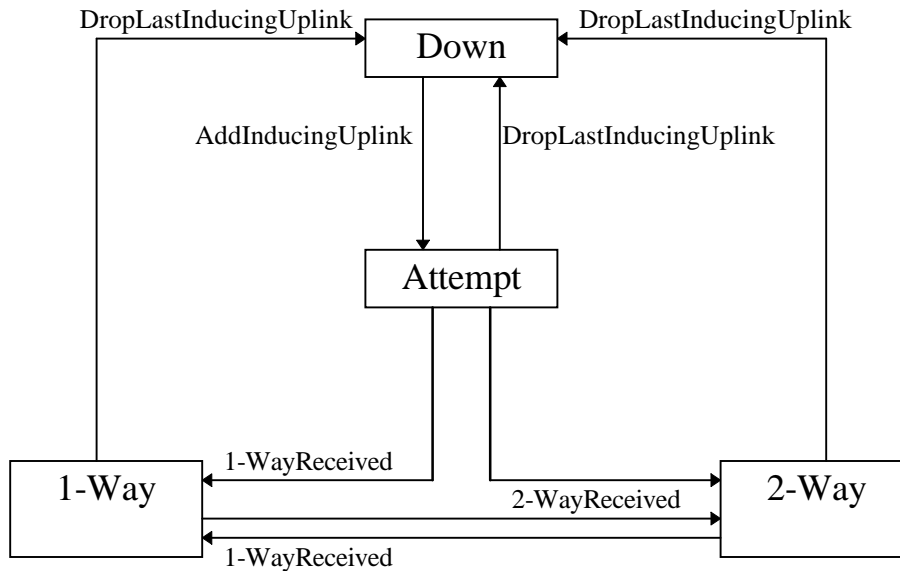 DropLastInducingUplink
DropLastInducingUplink
Down
AddInducingUplink
DropLastInducingUplink
Attempt
1-WayReceived
1-Way
2-Way
2-WayReceived
1-WayReceived